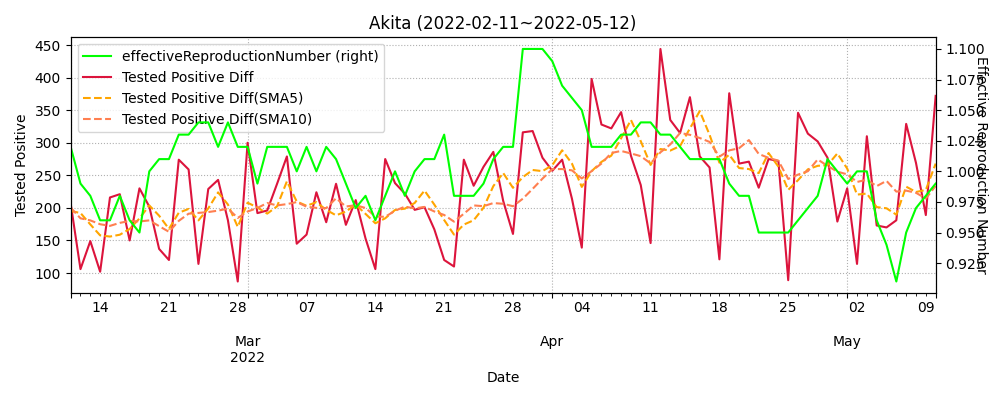 Akita (2022-02-11~2022-05-12)
effectiveReproductionNumber (right)
Tested Positive Diff
Tested Positive Diff(SMA5)
Tested Positive Diff(SMA10)
Tested Positive
450
400
350
300
250
200
150
100
1.100
1.075
1.050
1.025
1.000
0.975
0.950
0.925
Effective Reproduction Number
14 21 28 07 14 21 28 04 11 18 25 02 09
Mar Apr May
2022
Date